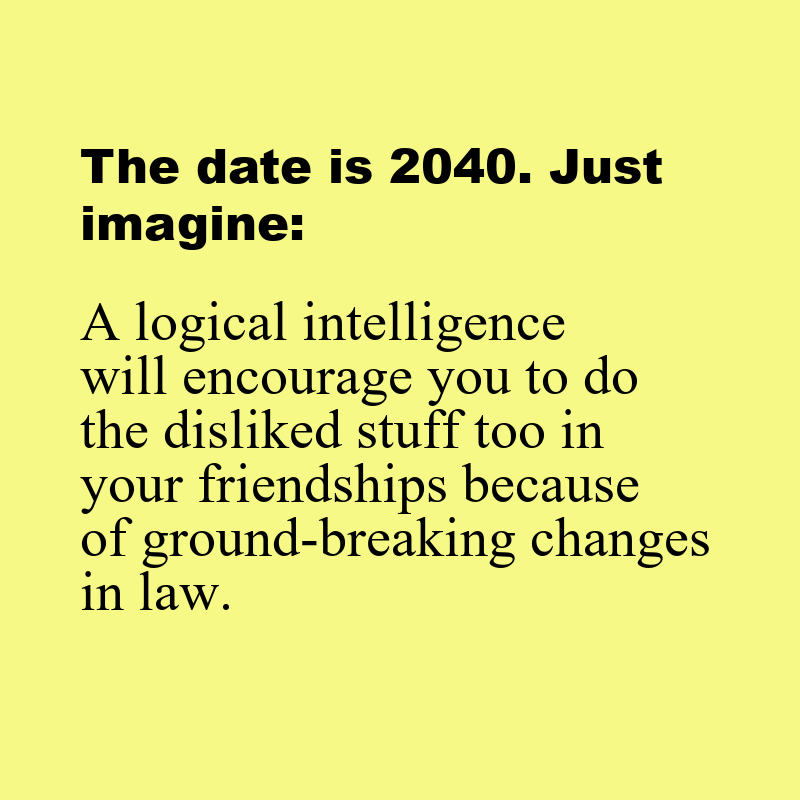 The date is 2040. Just
imagine:
A logical intelligence
will encourage you to do
the disliked stuff too in
your friendships because
of ground-breaking changes
in law.